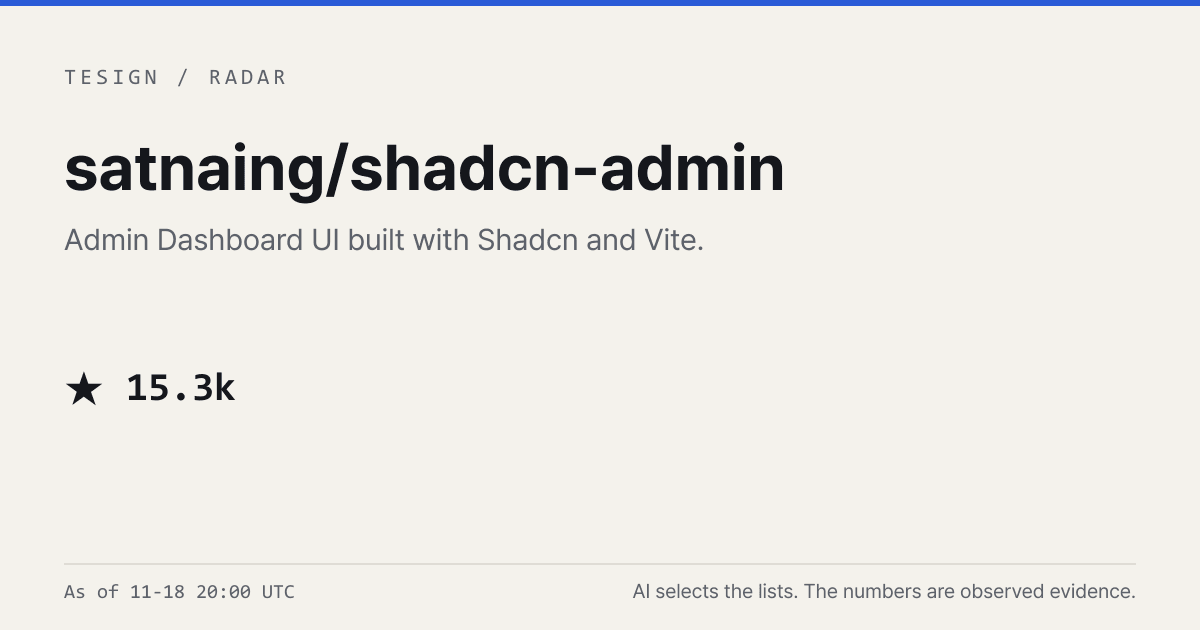 TESIGN / RADAR
satnaing/shadcn-admin
Admin Dashboard UI built with Shadcn and Vite.
★ 15.3k
As of 11-18 20:00 UTC
AI selects the lists. The numbers are observed evidence.